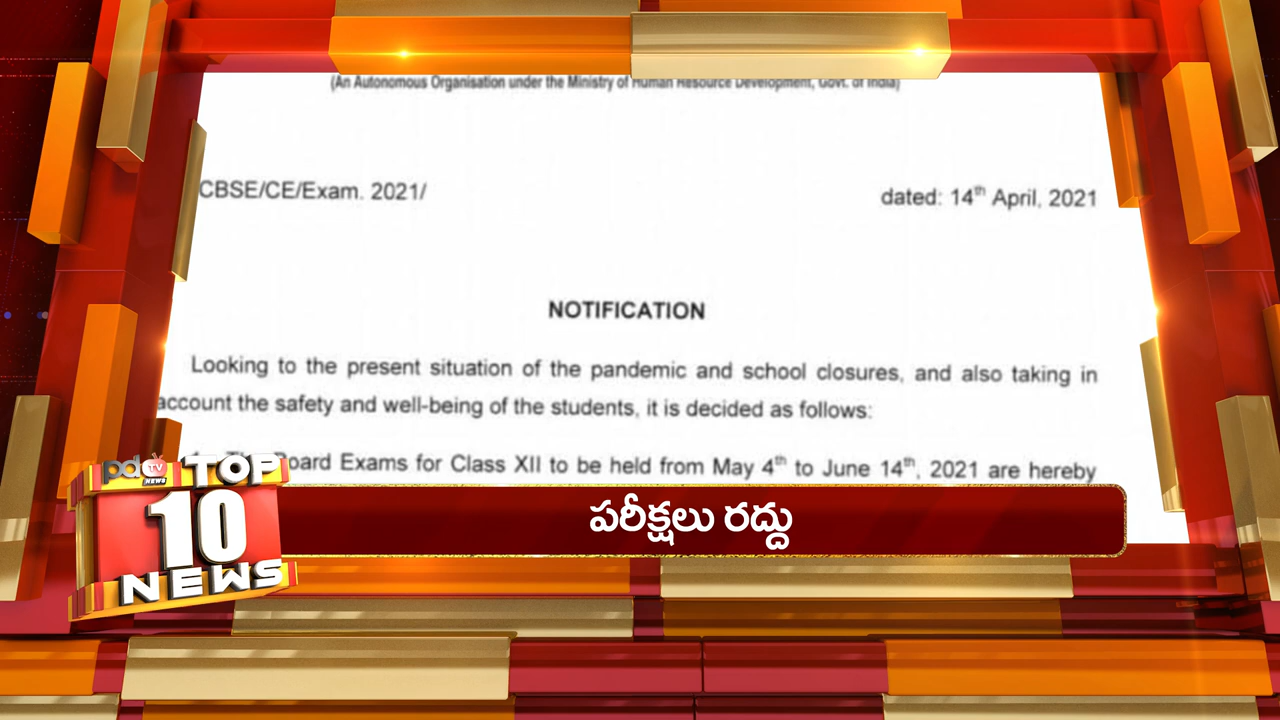 (An Autonomous Organisation under the Ministry of Human Resource Development, Govt. of India)
CBSE/CE/Exam. 2021/
dated: 14th April, 2021
NOTIFICATION
Looking to the present situation of the pandemic and school closures, and also taking in
account the safety and well-being of the students, it is decided as follows:
Board Exams for Class XII to be held from May 4th to June 14th, 2021 are hereby
పరీక్షలు రద్దు
TV
NEWS
TOP
10
NEWS